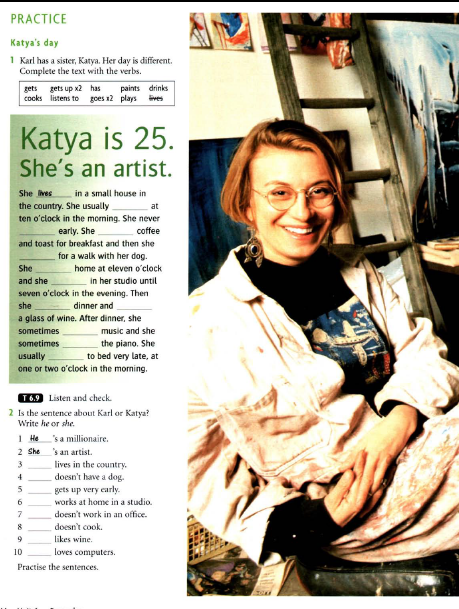 PRACTICE
Katya's day
1 Karl has a sister, Katya. Her day is different.
Complete the text with the verbs.
gets gets up x2 has paints drinks
cooks listens to goes x2 plays lives
Katya is 25.
She's an artist.
She lives ______ in a small house in
the country. She usually ______ at
ten o'clock in the morning. She never
______ early. She ______ coffee
and toast for breakfast and then she
______ for a walk with her dog.
She ______ home at eleven o'clock
and she ______ in her studio until
seven o'clock in the evening. Then
she ______ dinner and ______
a glass of wine. After dinner, she
sometimes ______ music and she
sometimes ______ the piano. She
usually ______ to bed very late, at
one or two o'clock in the morning.
T 6.9 Listen and check.
2 Is the sentence about Karl or Katya?
Write he or she.
1 He 's a millionaire.
2 She 's an artist.
3 ____ lives in the country.
4 ____ doesn't have a dog.
5 ____ gets up very early.
6 ____ works at home in a studio.
7 ____ doesn't work in an office.
8 ____ doesn't cook.
9 ____ likes wine.
10 ____ loves computers.
Practise the sentences.